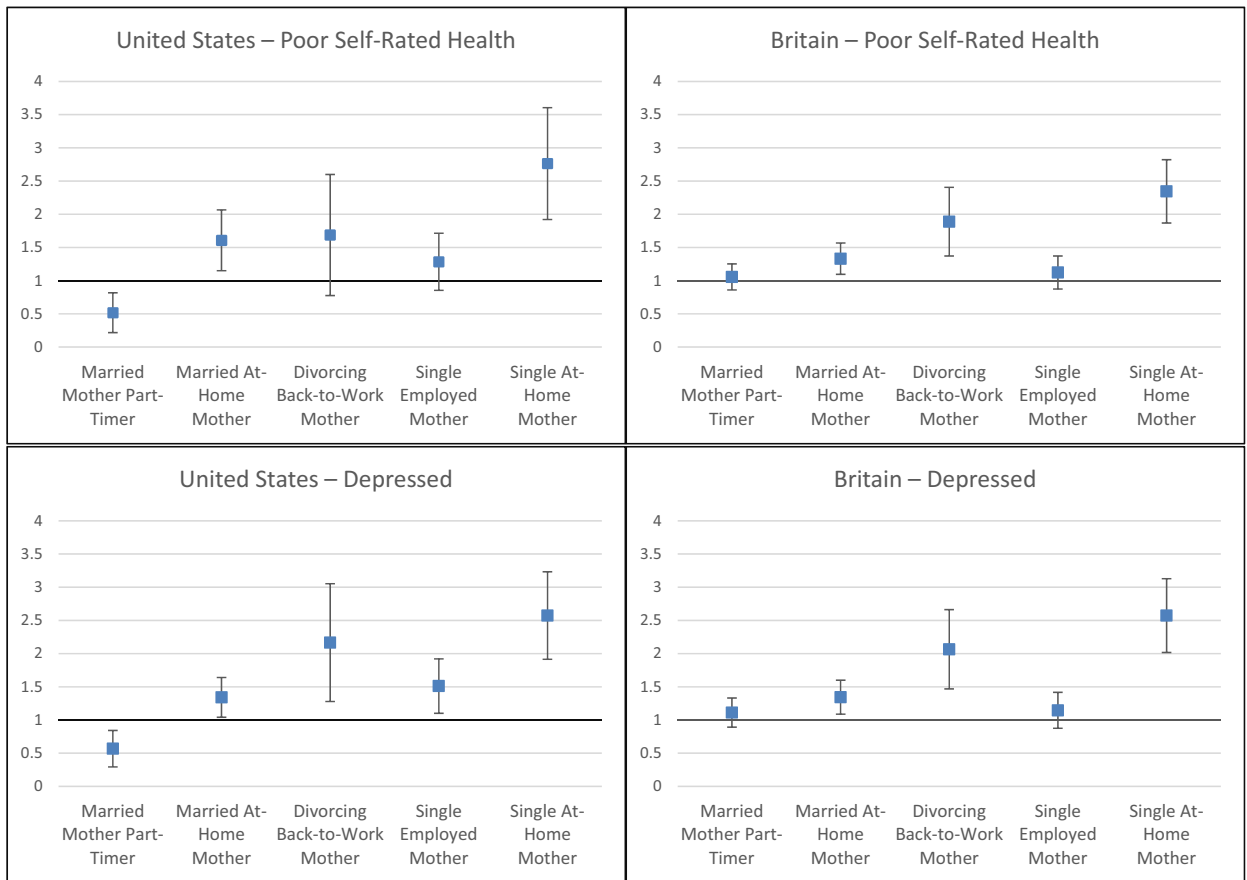 United States – Poor Self-Rated Health
4
3.5
3
2.5
2
1.5
1
0.5
0
Married
Mother Part-
Timer
Married At-
Home
Mother
Divorcing
Back-to-Work
Mother
Single
Employed
Mother
Single At-
Home
Mother
Britain – Poor Self-Rated Health
4
3.5
3
2.5
2
1.5
1
0.5
0
Married
Mother Part-
Timer
Married At-
Home
Mother
Divorcing
Back-to-Work
Mother
Single
Employed
Mother
Single At-
Home
Mother
United States – Depressed
4
3.5
3
2.5
2
1.5
1
0.5
0
Married
Mother Part-
Timer
Married At-
Home
Mother
Divorcing
Back-to-Work
Mother
Single
Employed
Mother
Single At-
Home
Mother
Britain – Depressed
4
3.5
3
2.5
2
1.5
1
0.5
0
Married
Mother Part-
Timer
Married At-
Home
Mother
Divorcing
Back-to-Work
Mother
Single
Employed
Mother
Single At-
Home
Mother